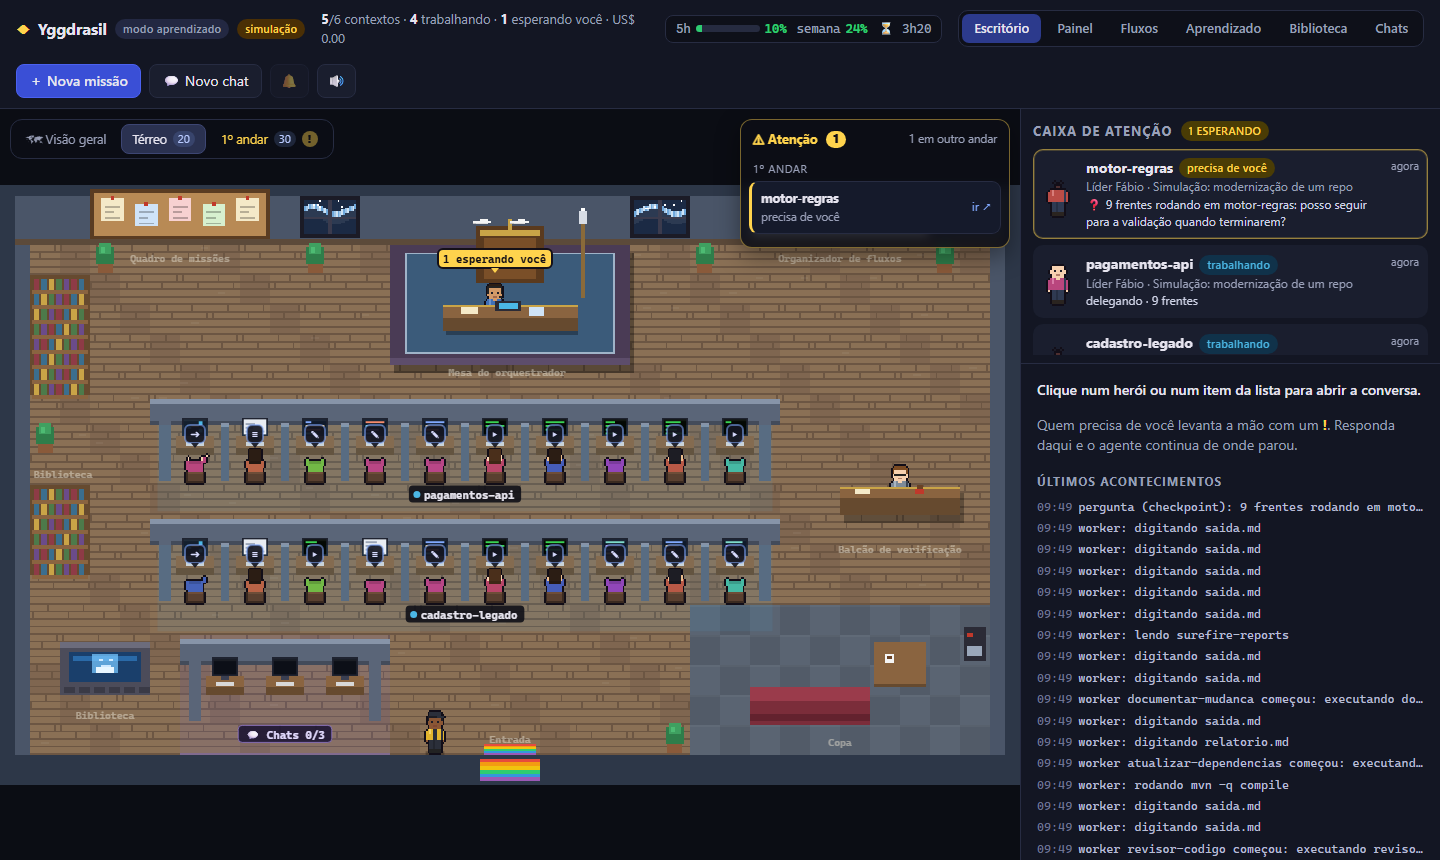 Yggdrasil modo aprendizado simulação 5/6 contextos · 4 trabalhando · 1 esperando você · US$
0.00
5h 10% semana 24% ⏳ 3h20
Escritório Painel Fluxos Aprendizado Biblioteca Chats
+ Nova missão
Novo chat
Visão geral Térreo 20 1º andar 30 !
Atenção 1 1 em outro andar
1º ANDAR
motor-regras
precisa de você
ir ↗
Quadro de missões
1 esperando você
Organizador de fluxos
Mesa do orquestrador
Biblioteca
pagamentos-api
Balcão de verificação
cadastro-legado
Biblioteca
Chats 0/3
Entrada
Copa
CAIXA DE ATENÇÃO 1 ESPERANDO
motor-regras precisa de você agora
Líder Fábio · Simulação: modernização de um repo
❓ 9 frentes rodando em motor-regras: posso seguir
para a validação quando terminarem?
pagamentos-api trabalhando agora
Líder Fábio · Simulação: modernização de um repo
delegando · 9 frentes
cadastro-legado trabalhando agora
Clique num herói ou num item da lista para abrir a conversa.
Quem precisa de você levanta a mão com um !. Responda
daqui e o agente continua de onde parou.
ÚLTIMOS ACONTECIMENTOS
09:49 pergunta (checkpoint): 9 frentes rodando em moto…
09:49 worker: digitando saida.md
09:49 worker: digitando saida.md
09:49 worker: digitando saida.md
09:49 worker: digitando saida.md
09:49 worker: digitando saida.md
09:49 worker: lendo surefire-reports
09:49 worker: digitando saida.md
09:49 worker: digitando saida.md
09:49 worker documentar-mudanca começou: executando do…
09:49 worker: digitando saida.md
09:49 worker: digitando relatorio.md
09:49 worker atualizar-dependencias começou: executand…
09:49 worker: rodando mvn -q compile
09:49 worker: digitando saida.md
09:49 worker: digitando saida.md
09:49 worker revisor-codigo começou: executando reviso…